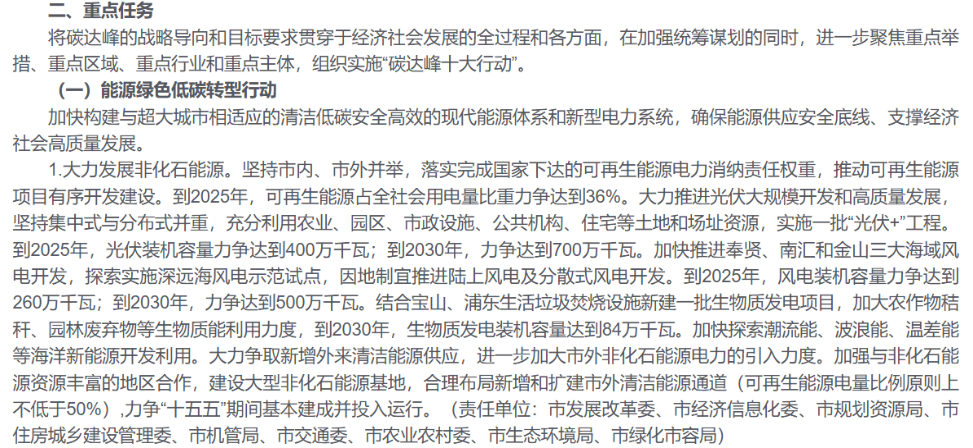 二、重点任务
将碳达峰的战略导向和目标要求贯穿于经济社会发展的全过程和各方面，在加强统筹谋划的同时，进一步聚焦重点举
措、重点区域、重点行业和重点主体，组织实施“碳达峰十大行动”。
（一）能源绿色低碳转型行动
加快构建与超大城市相适应的清洁低碳安全高效的现代能源体系和新型电力系统，确保能源供应安全底线、支撑经济
社会高质量发展。
1.大力发展非化石能源。坚持市内、市外并举，落实完成国家下达的可再生能源电力消纳责任权重，推动可再生能源
项目有序开发建设。到2025年，可再生能源占全社会用电量比重力争达到36%。大力推进光伏大规模开发和高质量发展，
坚持集中式与分布式并重，充分利用农业、园区、市政设施、公共机构、住宅等土地和场址资源，实施一批“光伏+”工程。
到2025年，光伏装机容量力争达到400万千瓦；到2030年，力争达到700万千瓦。加快推进奉贤、南汇和金山三大海域风
电开发，探索实施深远海风电示范试点，因地制宜推进陆上风电及分散式风电开发。到2025年，风电装机容量力争达到
260万千瓦；到2030年，力争达到500万千瓦。结合宝山、浦东生活垃圾焚烧设施新建一批生物质发电项目，加大农作物秸
秆、园林废弃物等生物质能利用力度，到2030年，生物质发电装机容量达到84万千瓦。加快探索潮流能、波浪能、温差能
等海洋新能源开发利用。大力争取新增外来清洁能源供应，进一步加大市外非化石能源电力的引入力度。加强与非化石能
源资源丰富的地区合作，建设大型非化石能源基地，合理布局新增和扩建市外清洁能源通道（可再生能源电量比例原则上
不低于50%）,力争“十五五”期间基本建成并投入运行。（责任单位：市发展改革委、市经济信息化委、市规划资源局、市
住房城乡建设管理委、市机管局、市交通委、市农业农村委、市生态环境局、市绿化市容局）